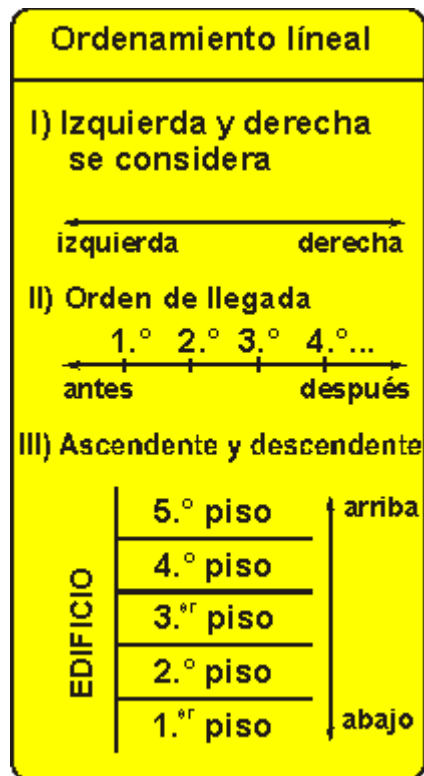 Ordenamiento líneal
I) Izquierda y derecha
se considera
izquierda derecha
II) Orden de llegada
1.° 2.° 3.° 4.°...
antes después
III) Ascendente y descendente
EDIFICIO
5.° piso
4.° piso
3.er piso
2.° piso
1.er piso
arriba
abajo